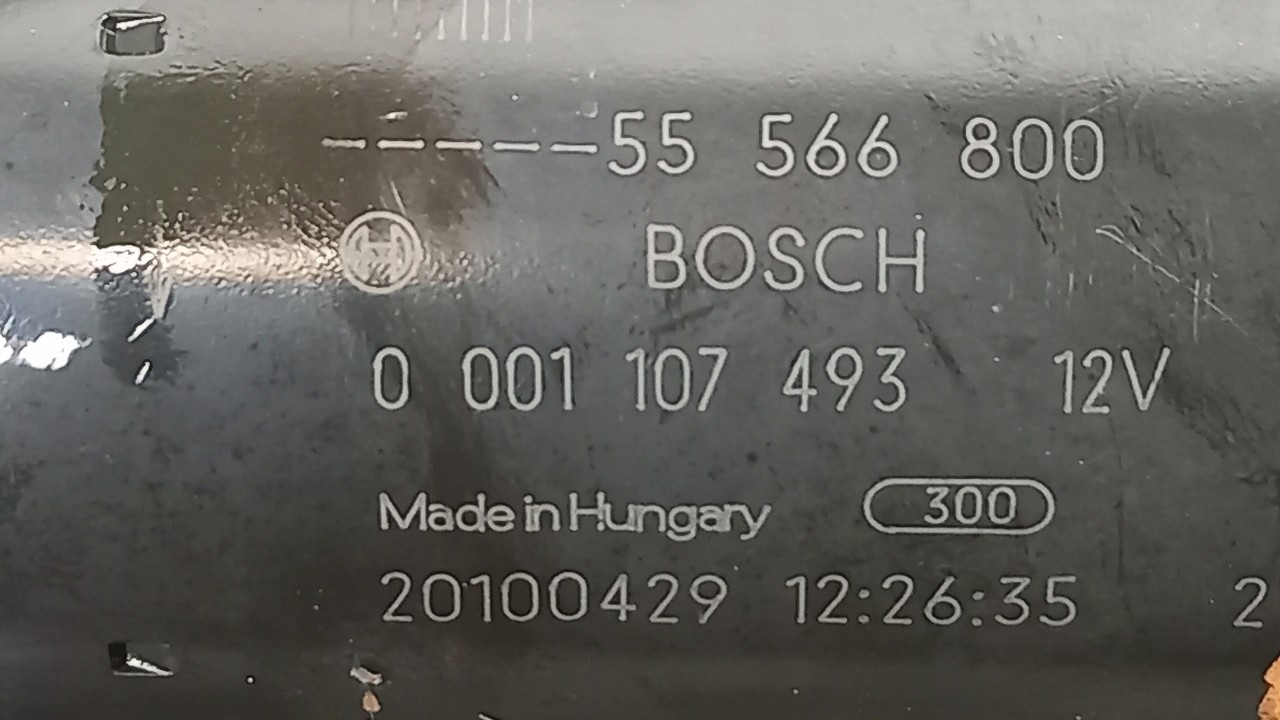 -----55 566 800
BOSCH
0 001 107 493 12V
Made in Hungary 300
20100429 12:26:35 2